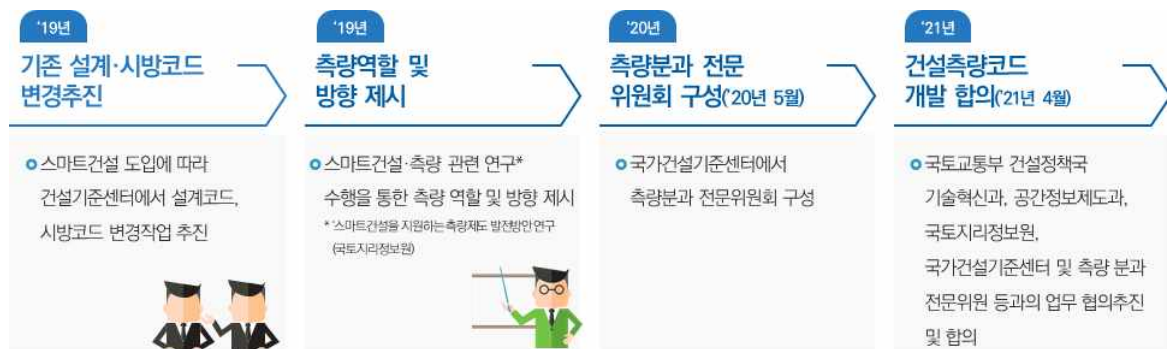 '19년
기존 설계·시방코드
변경추진
스마트건설 도입에 따라
건설기준센터에서 설계코드,
시방코드 변경작업 추진
'19년
측량역할 및
방향 제시
스마트건설·측량 관련 연구*
수행을 통한 측량 역할 및 방향 제시
* '스마트건설을 지원하는 측량제도 발전방안 연구
(국토지리정보원)
'20년
측량분과 전문
위원회 구성('20년 5월)
국가건설기준센터에서
측량분과 전문위원회 구성
'21년
건설측량코드
개발 합의('21년 4월)
국토교통부 건설정책국
기술혁신과, 공간정보제도과,
국토지리정보원,
국가건설기준센터 및 측량 분과
전문위원 등과의 업무 협의추진
및 합의